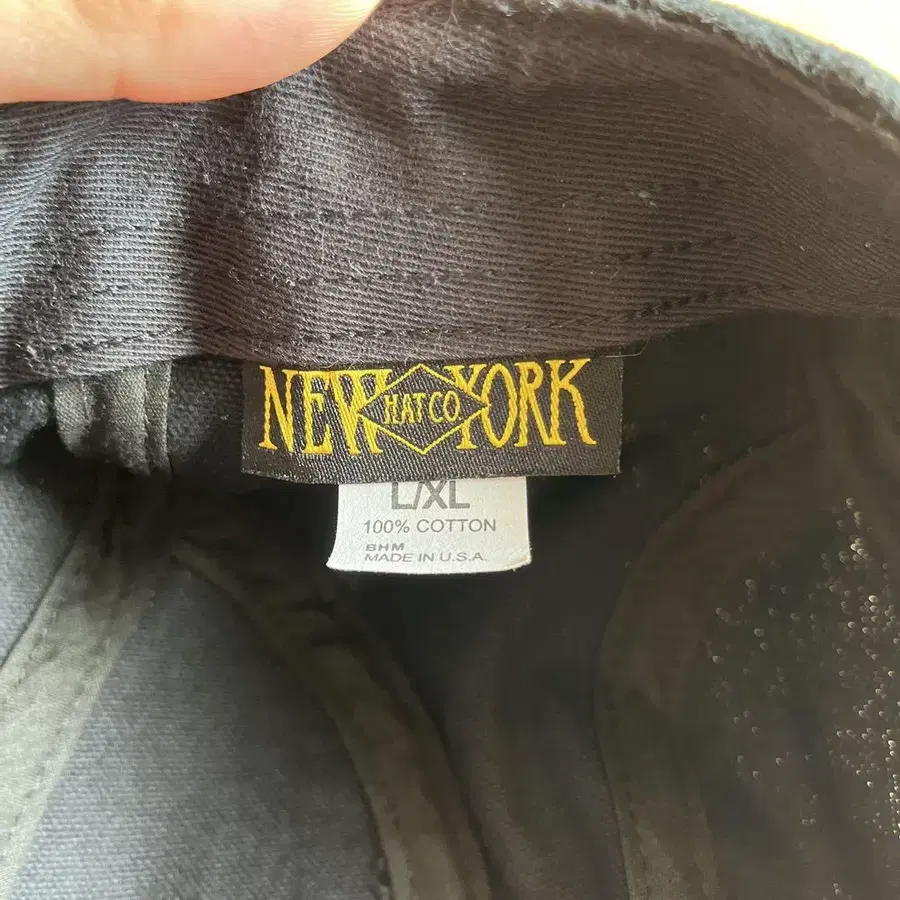 NEW YORK
HAT CO.
L/XL
100% COTTON
BHM
MADE IN U.S.A.